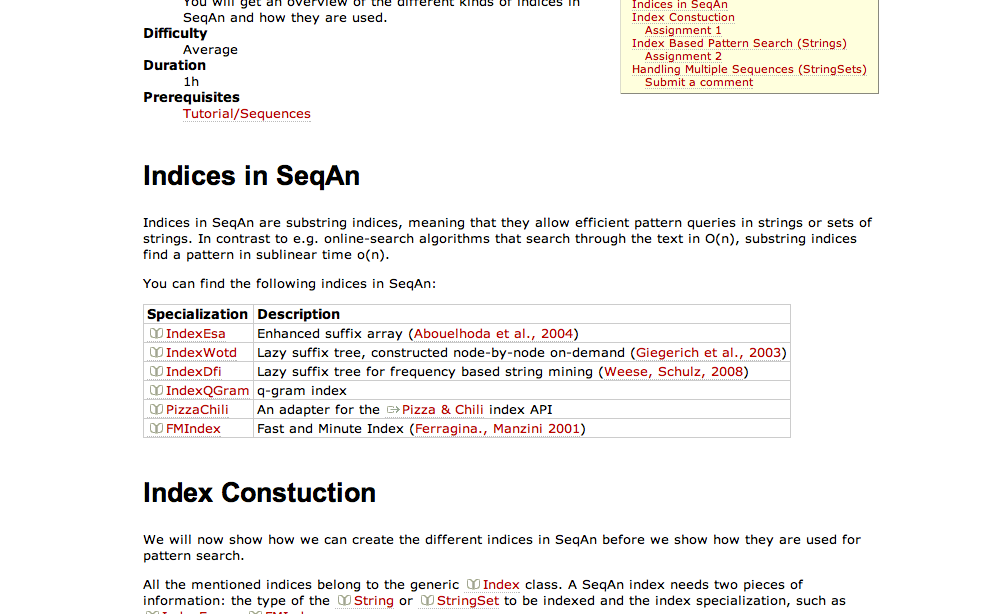 You will get an overview of the different kinds of indices in
SeqAn and how they are used.
Difficulty
Average
Duration
1h
Prerequisites
Tutorial/Sequences
Indices in SeqAn
Index Constuction
Assignment 1
Index Based Pattern Search (Strings)
Assignment 2
Handling Multiple Sequences (StringSets)
Submit a comment
Indices in SeqAn
Indices in SeqAn are substring indices, meaning that they allow efficient pattern queries in strings or sets of
strings. In contrast to e.g. online-search algorithms that search through the text in O(n), substring indices
find a pattern in sublinear time o(n).
You can find the following indices in SeqAn:
Specialization Description
IndexEsa Enhanced suffix array (Abouelhoda et al., 2004)
IndexWotd Lazy suffix tree, constructed node-by-node on-demand (Giegerich et al., 2003)
IndexDfi Lazy suffix tree for frequency based string mining (Weese, Schulz, 2008)
IndexQGram q-gram index
PizzaChili An adapter for the Pizza & Chili index API
FMIndex Fast and Minute Index (Ferragina., Manzini 2001)
Index Constuction
We will now show how we can create the different indices in SeqAn before we show how they are used for
pattern search.
All the mentioned indices belong to the generic Index class. A SeqAn index needs two pieces of
information: the type of the String or StringSet to be indexed and the index specialization, such as